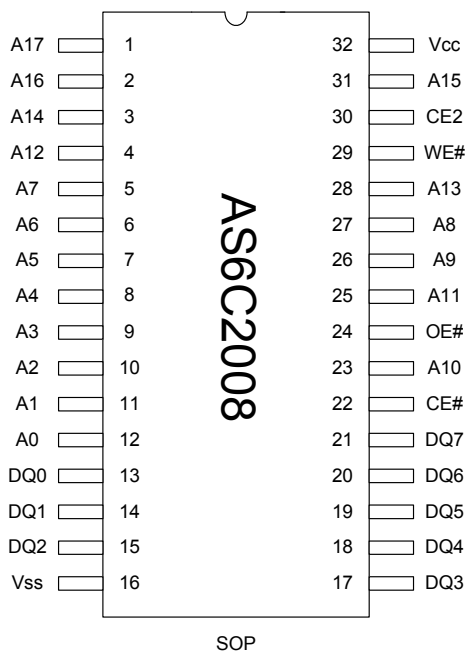 A17 1 32 Vcc
A16 2 31 A15
A14 3 30 CE2
A12 4 29 WE#
A7 5 28 A13
A6 6 27 A8
A5 7 26 A9
A4 8 25 A11
A3 9 24 OE#
A2 10 23 A10
A1 11 22 CE#
A0 12 21 DQ7
DQ0 13 20 DQ6
DQ1 14 19 DQ5
DQ2 15 18 DQ4
Vss 16 17 DQ3
AS6C2008
SOP